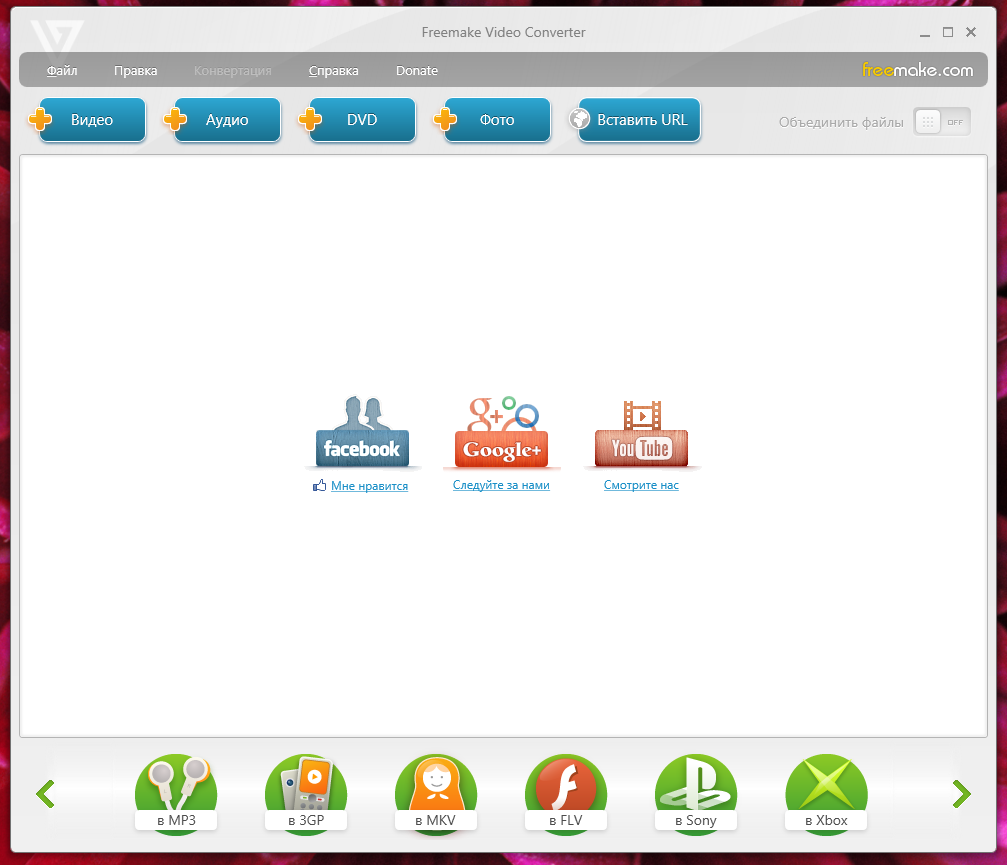 Freemake Video Converter
Файл Правка Конвертация Справка Donate freemake.com
Видео Аудио DVD Фото Вставить URL Объединить файлы OFF
facebook Google+ YouTube
Мне нравится Следуйте за нами Смотрите нас
в MP3 в 3GP в MKV в FLV в Sony в Xbox